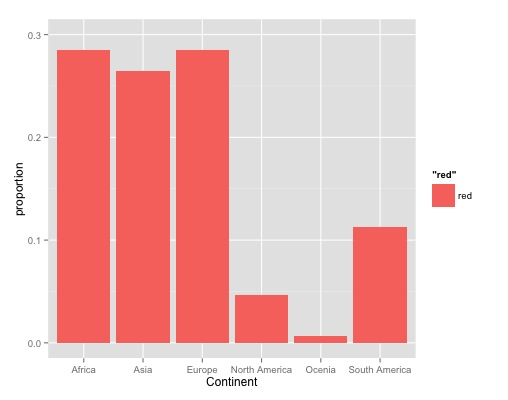 0.3
0.2
0.1
0.0
proportion
Africa Asia Europe North America Ocenia South America
Continent
"red"
red